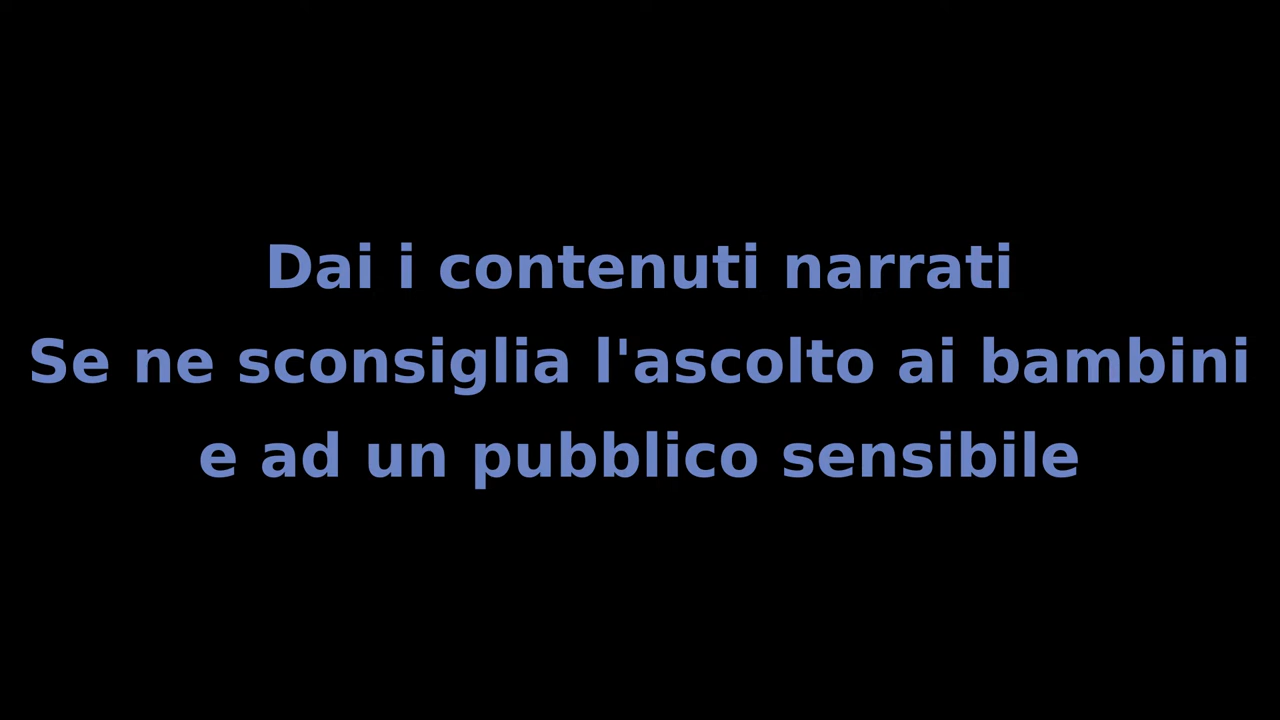 Dai i contenuti narrati
Se ne sconsiglia l'ascolto ai bambini
e ad un pubblico sensibile